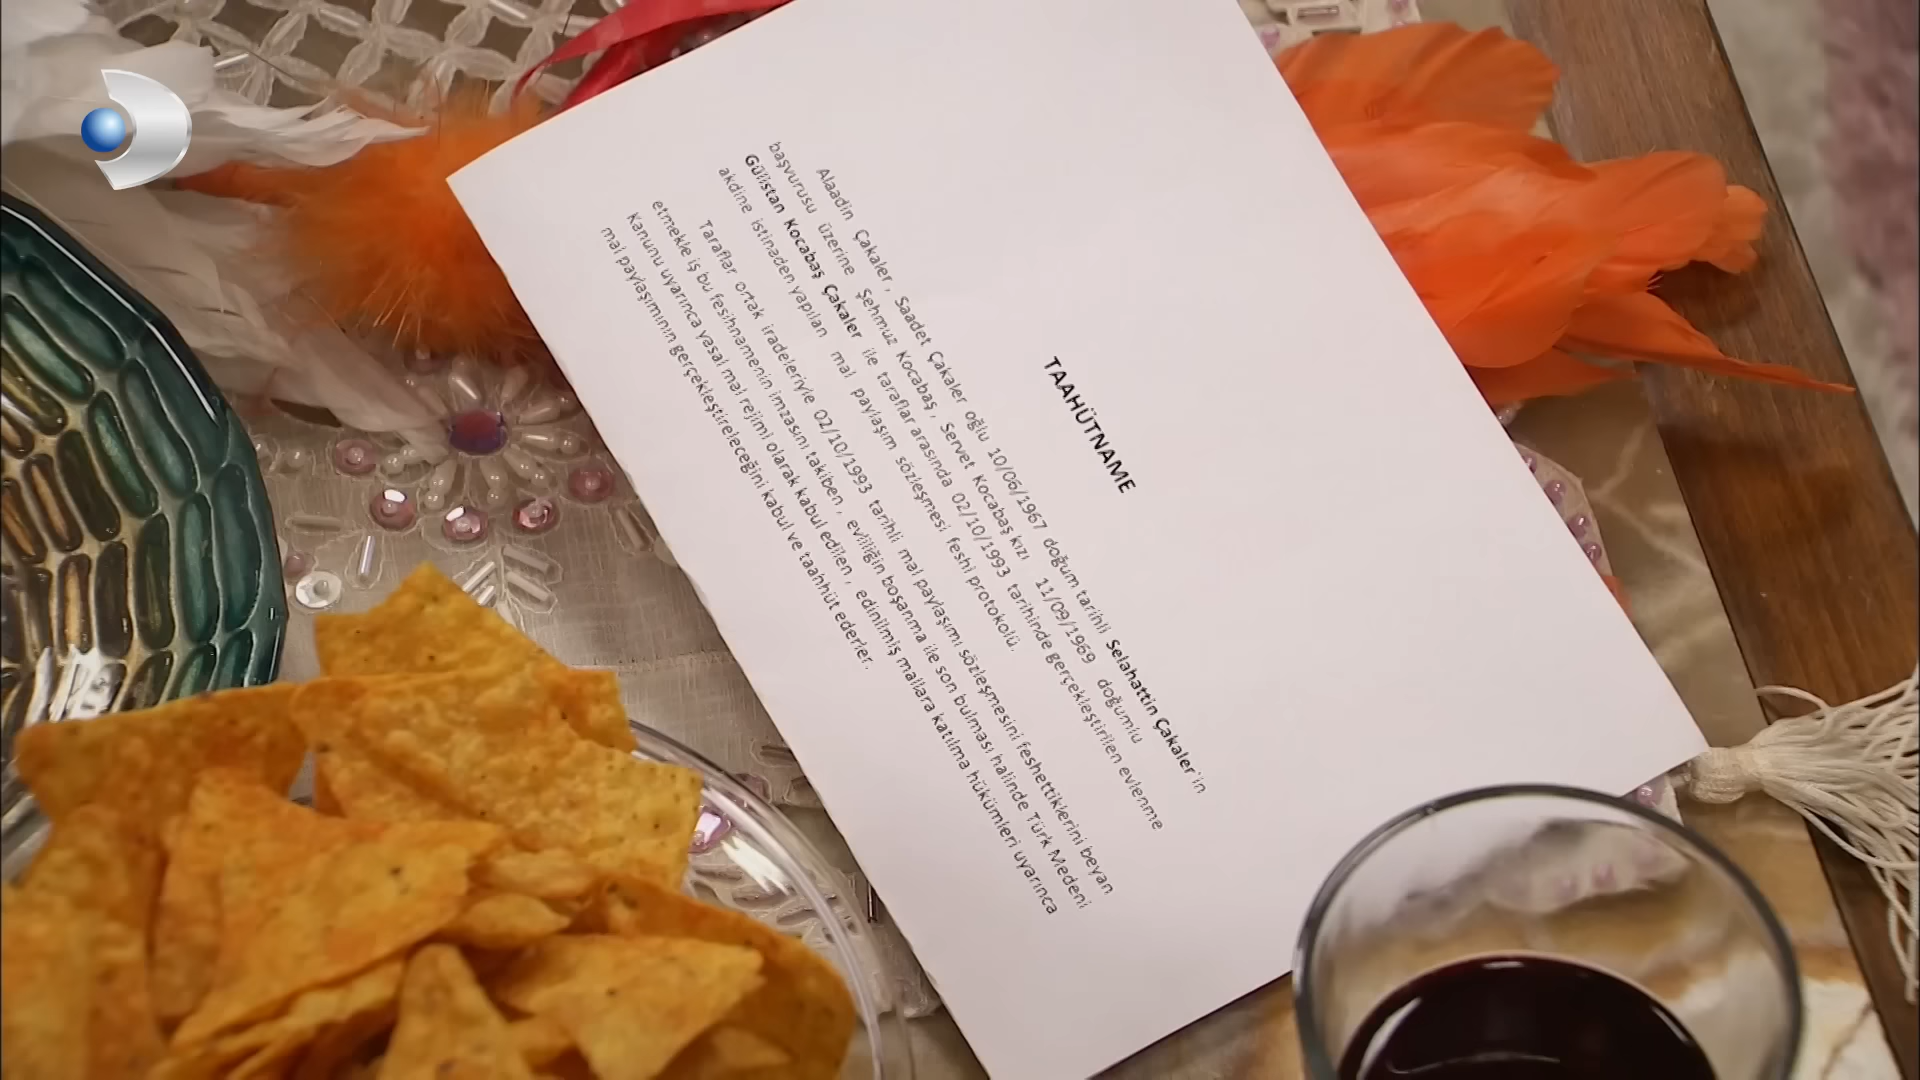 TAAHÜTNAME
Alaadin Çakaler , Saadet Çakaler oğlu 10/06/1967 doğum tarihli Selahattin Çakaler'in
başvurusu üzerine Şehmuz Kocabaş , Servet Kocabaş kızı 11/09/1969 doğumlu
Gülistan Kocabaş Çakaler ile taraflar arasında 02/10/1993 tarihinde gerçekleştirilen evlenme
akdine istinaden yapılan mal paylaşım sözleşmesi feshi protokolü.
Taraflar ortak iradeleriyle 02/10/1993 tarihli mal paylaşımı sözleşmesini feshettiklerini beyan
etmekle iş bu fesihnamenin imzasını takiben , evliliğin boşanma ile son bulması halinde Türk Medeni
Kanunu uyarınca yasal mal rejimi olarak kabul edilen , edinilmiş mallara katılma hükümleri uyarınca
mal paylaşımının gerçekleştirileceğini kabul ve taahhüt ederler.